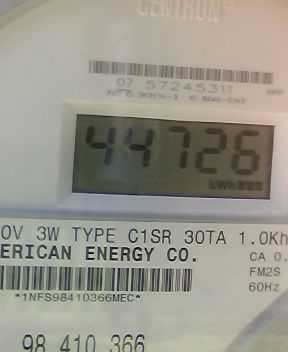 CENTRON®
07 57245311
44726
kWh
0V 3W TYPE C1SR 30TA 1.0Kh
ERICAN ENERGY CO.
CA 0.
FM2S
60Hz
*1NFS98410366MEC*
98 410 366